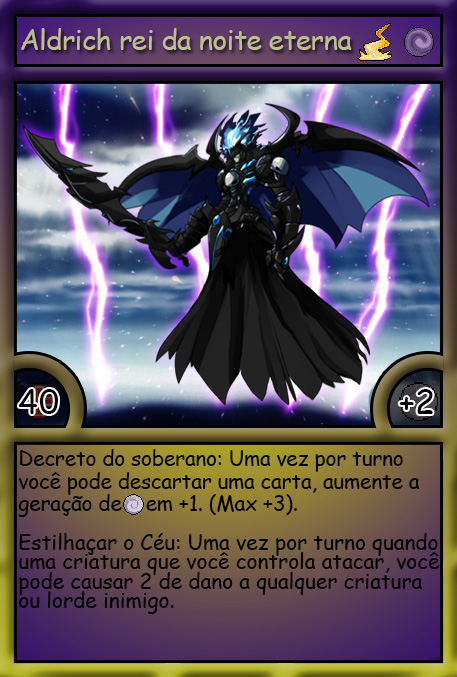 Aldrich rei da noite eterna
40
+2
Decreto do soberano: Uma vez por turno
você pode descartar uma carta, aumente a
geração de em +1. (Max +3).
Estilhaçar o Céu: Uma vez por turno quando
uma criatura que você controla atacar, você
pode causar 2 de dano a qualquer criatura
ou lorde inimigo.